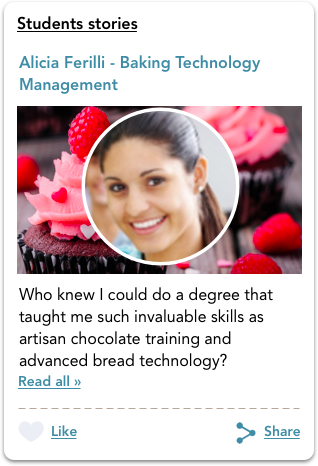 Students stories
Alicia Ferilli - Baking Technology
Management
Who knew I could do a degree that
taught me such invaluable skills as
artisan chocolate training and
advanced bread technology?
Read all »
Like
Share